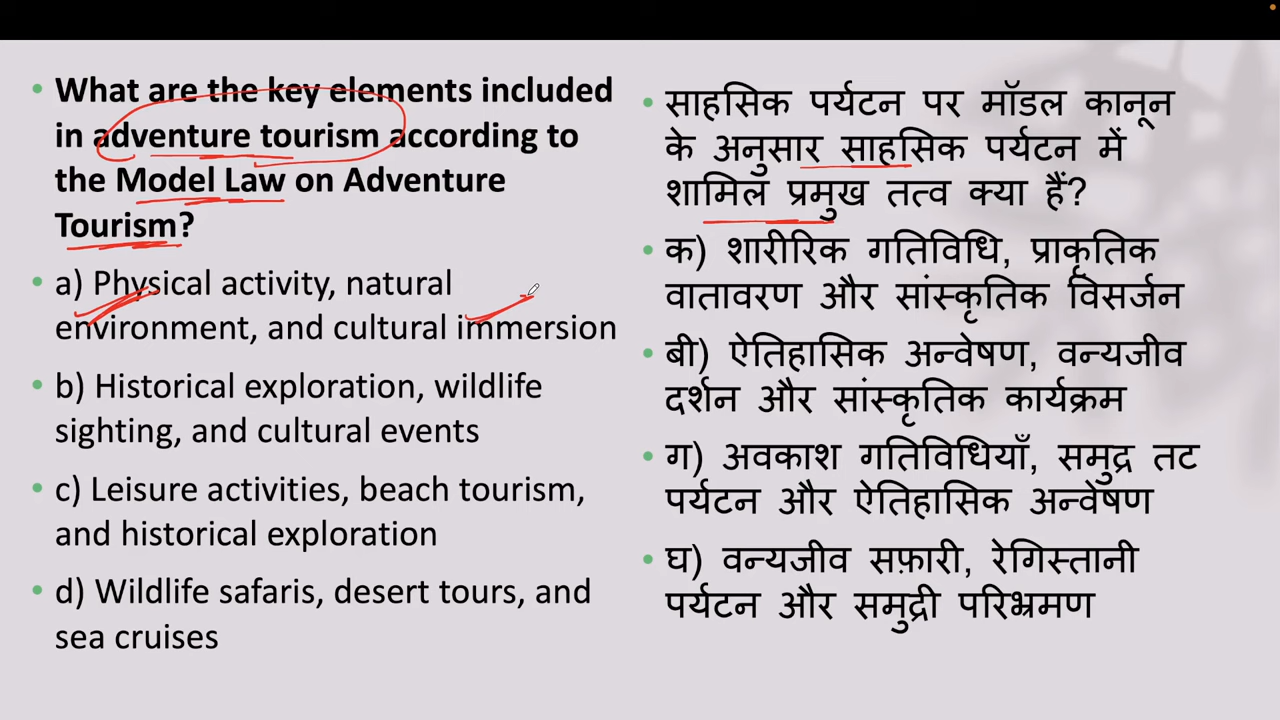 What are the key elements included
in adventure tourism according to
the Model Law on Adventure
Tourism?
a) Physical activity, natural
environment, and cultural immersion
b) Historical exploration, wildlife
sighting, and cultural events
c) Leisure activities, beach tourism,
and historical exploration
d) Wildlife safaris, desert tours, and
sea cruises
साहसिक पर्यटन पर मॉडल कानून
के अनुसार साहसिक पर्यटन में
शामिल प्रमुख तत्व क्या हैं?
क) शारीरिक गतिविधि, प्राकृतिक
वातावरण और सांस्कृतिक विसर्जन
बी) ऐतिहासिक अन्वेषण, वन्यजीव
दर्शन और सांस्कृतिक कार्यक्रम
ग) अवकाश गतिविधियाँ, समुद्र तट
पर्यटन और ऐतिहासिक अन्वेषण
घ) वन्यजीव सफ़ारी, रेगिस्तानी
पर्यटन और समुद्री परिभ्रमण